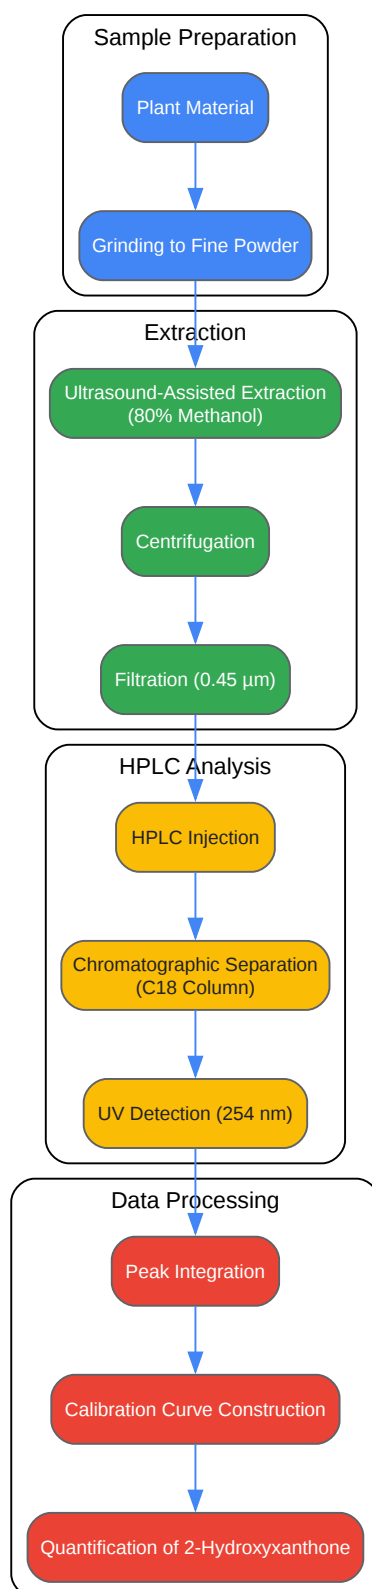 Sample Preparation
Plant Material
Grinding to Fine Powder
Extraction
Ultrasound-Assisted Extraction
(80% Methanol)
Centrifugation
Filtration (0.45 µm)
HPLC Analysis
HPLC Injection
Chromatographic Separation
(C18 Column)
UV Detection (254 nm)
Data Processing
Peak Integration
Calibration Curve Construction
Quantification of 2-Hydroxyxanthone